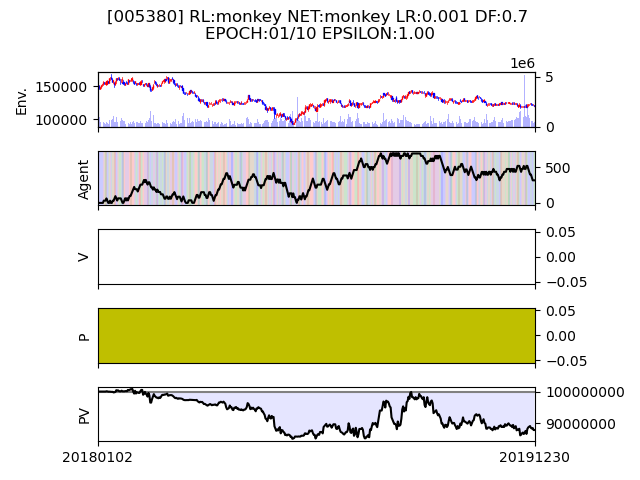 [005380] RL:monkey NET:monkey LR:0.001 DF:0.7
EPOCH:01/10 EPSILON:1.00
1e6
Env.
150000
100000
5
0
Agent
500
0
V
0.05
0.00
−0.05
P
0.05
0.00
−0.05
PV
100000000
90000000
20180102
20191230